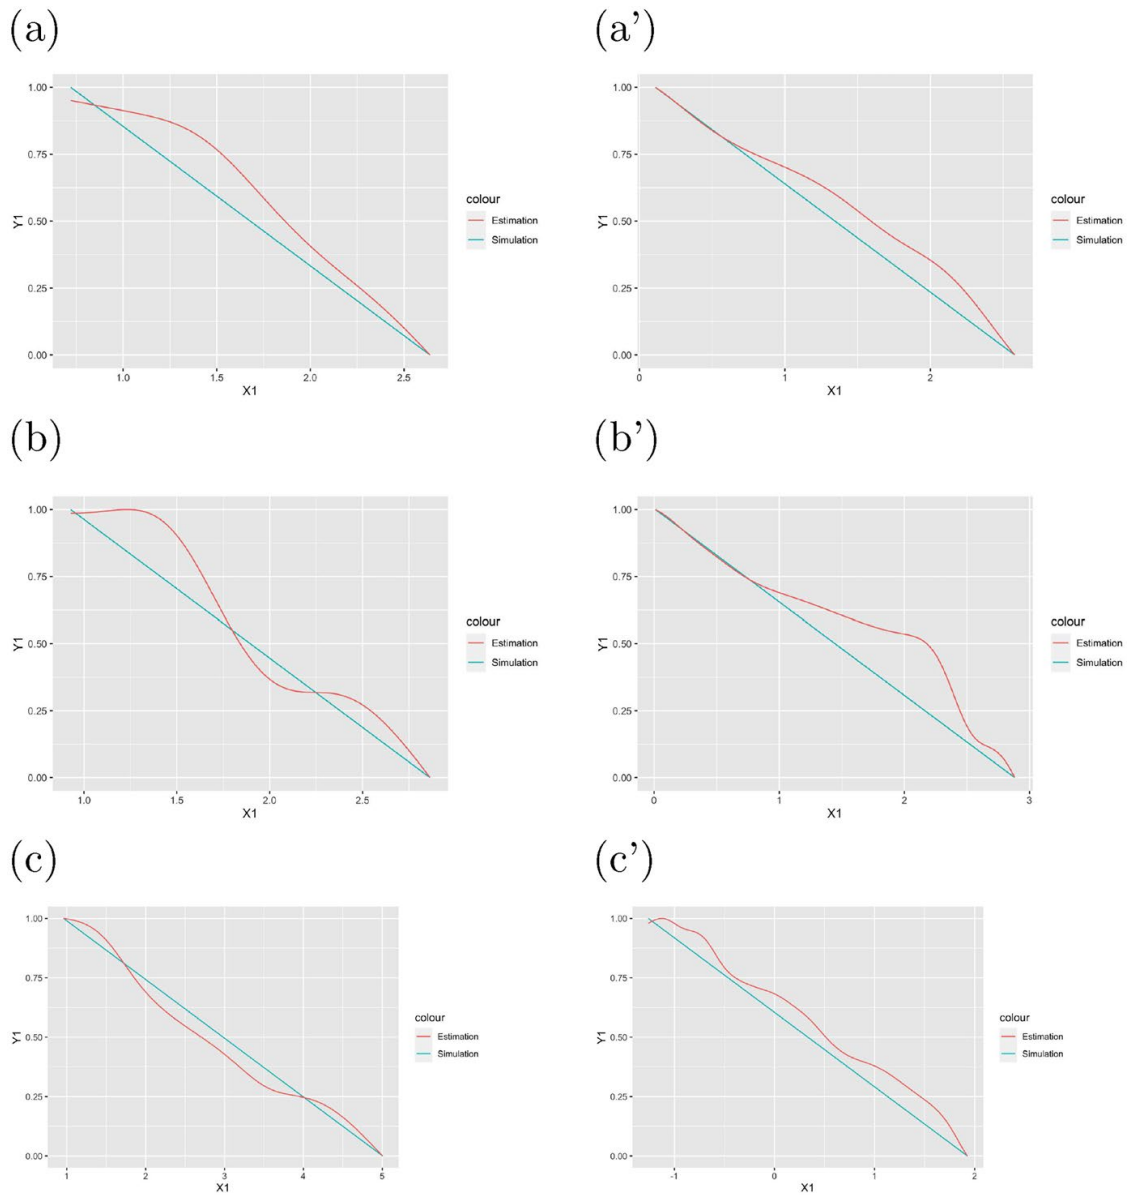 (a)
1.00
0.75
0.50
0.25
0.00
Y1
1.0 1.5 2.0 2.5
X1
colour
Estimation
Simulation
(a')
1.00
0.75
0.50
0.25
0.00
Y1
0 1 2
X1
colour
Estimation
Simulation
(b)
1.00
0.75
0.50
0.25
0.00
Y1
1.0 1.5 2.0 2.5
X1
colour
Estimation
Simulation
(b')
1.00
0.75
0.50
0.25
0.00
Y1
0 1 2 3
X1
colour
Estimation
Simulation
(c)
1.00
0.75
0.50
0.25
0.00
Y1
1 2 3 4 5
X1
colour
Estimation
Simulation
(c')
1.00
0.75
0.50
0.25
0.00
Y1
-1 0 1 2
X1
colour
Estimation
Simulation